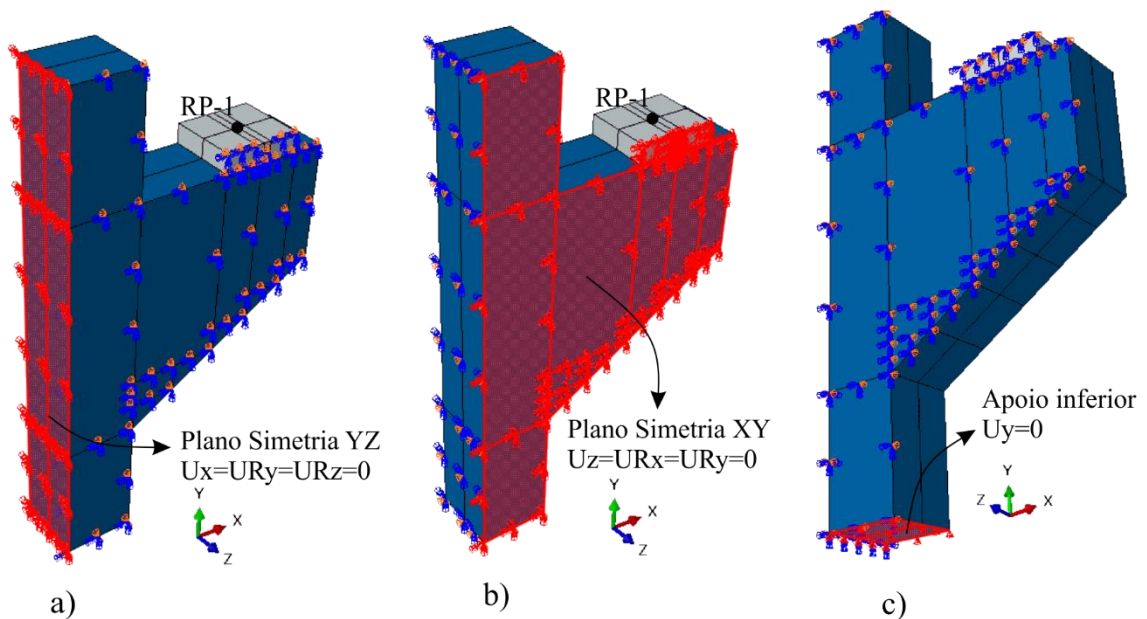 RP-1
Plano Simetria YZ
Ux=URy=URz=0
Y
X
Z
a)
RP-1
Plano Simetria XY
Uz=URx=URy=0
Y
X
Z
b)
Apoio inferior
Uy=0
Y
Z
X
c)